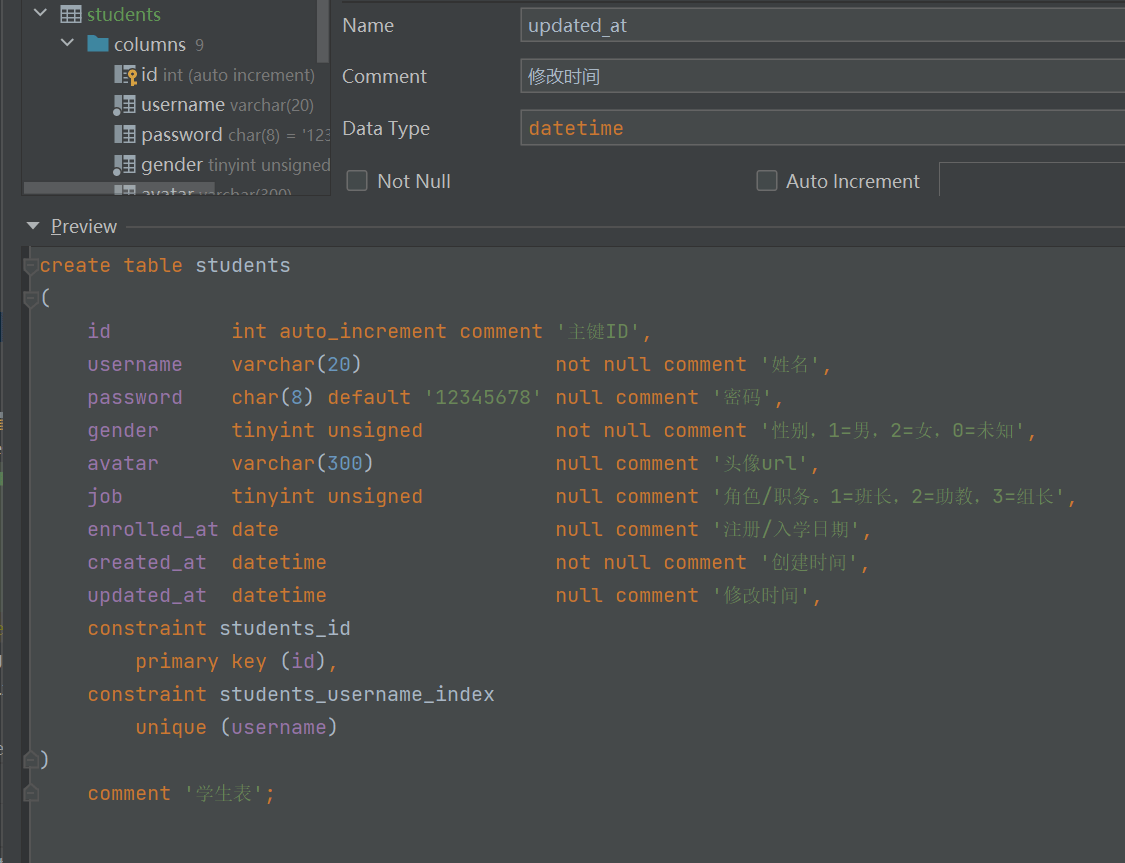 students
columns 9
id int (auto increment)
username varchar(20)
password char(8) = '123
gender tinyint unsigned
avatar varchar(300)
Name updated_at
Comment 修改时间
Data Type datetime
Not Null Auto Increment
Preview
create table students
(
id int auto_increment comment '主键ID',
username varchar(20) not null comment '姓名',
password char(8) default '12345678' null comment '密码',
gender tinyint unsigned not null comment '性别，1=男，2=女，0=未知',
avatar varchar(300) null comment '头像url',
job tinyint unsigned null comment '角色/职务。1=班长，2=助教，3=组长',
enrolled_at date null comment '注册/入学日期',
created_at datetime not null comment '创建时间',
updated_at datetime null comment '修改时间',
constraint students_id
primary key (id),
constraint students_username_index
unique (username)
)
comment '学生表';